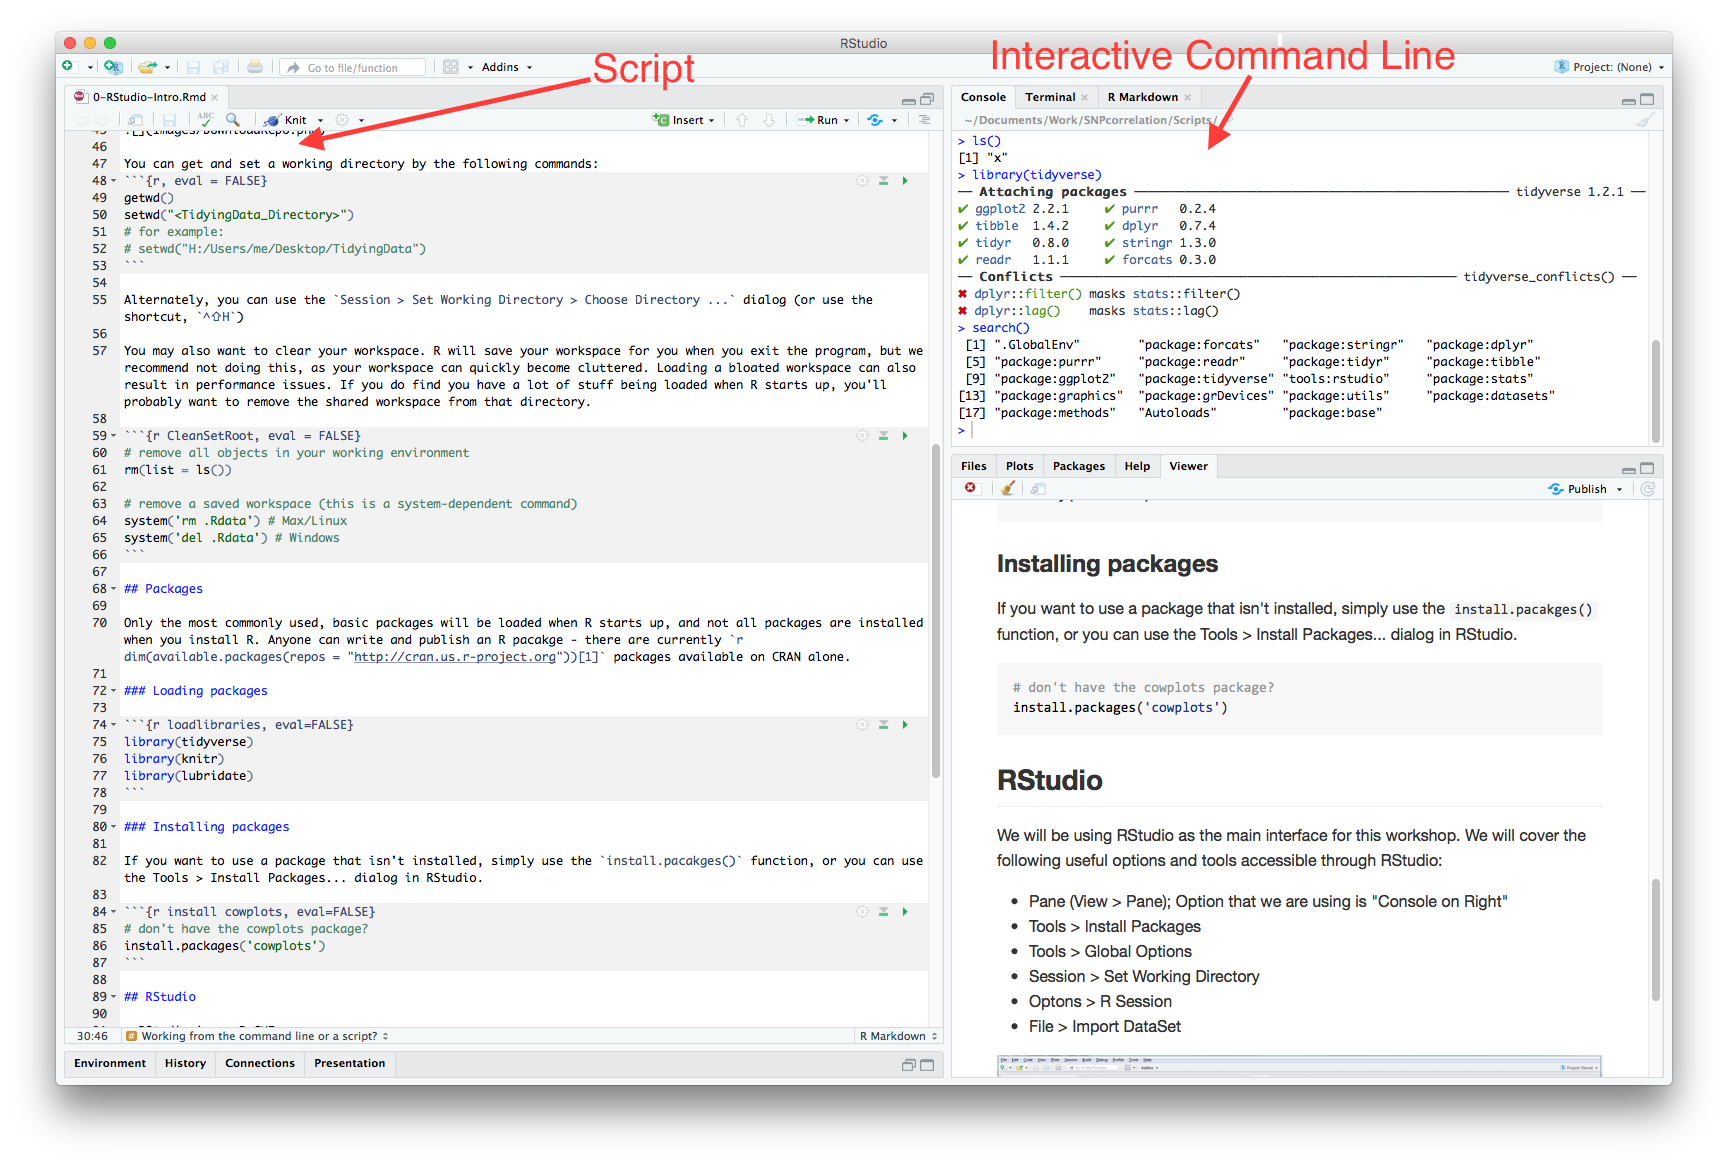 RStudio
Script
Interactive Command Line
Go to file/function
Addins
Project: (None)
0-RStudio-Intro.Rmd
ABC
Knit
Insert
Run
46
47 You can get and set a working directory by the following commands:
48 ```{r, eval = FALSE}
49 getwd()
50 setwd("<TidyingData_Directory>")
51 # for example:
52 # setwd("H:/Users/me/Desktop/TidyingData")
53 ```
54
55 Alternately, you can use the `Session > Set Working Directory > Choose Directory ...` dialog (or use the
shortcut, `^⇧H`)
56
57 You may also want to clear your workspace. R will save your workspace for you when you exit the program, but we
recommend not doing this, as your workspace can quickly become cluttered. Loading a bloated workspace can also
result in performance issues. If you do find you have a lot of stuff being loaded when R starts up, you'll
probably want to remove the shared workspace from that directory.
58
59 ```{r CleanSetRoot, eval = FALSE}
60 # remove all objects in your working environment
61 rm(list = ls())
62
63 # remove a saved workspace (this is a system-dependent command)
64 system('rm .Rdata') # Max/Linux
65 system('del .Rdata') # Windows
66 ```
67
68 ## Packages
69
70 Only the most commonly used, basic packages will be loaded when R starts up, and not all packages are installed
when you install R. Anyone can write and publish an R pacakge - there are currently `r
dim(available.packages(repos = "http://cran.us.r-project.org"))[1]` packages available on CRAN alone.
71
72 ### Loading packages
73
74 ```{r loadlibraries, eval=FALSE}
75 library(tidyverse)
76 library(knitr)
77 library(lubridate)
78 ```
79
80 ### Installing packages
81
82 If you want to use a package that isn't installed, simply use the `install.pacakges()` function, or you can use
the Tools > Install Packages... dialog in RStudio.
83
84 ```{r install cowplots, eval=FALSE}
85 # don't have the cowplots package?
86 install.packages('cowplots')
87 ```
88
89 ## RStudio
90
30:46 Working from the command line or a script? R Markdown
Environment History Connections Presentation
Console Terminal R Markdown
~/Documents/Work/SNPcorrelation/Scripts/
> ls()
[1] "x"
> library(tidyverse)
── Attaching packages ── tidyverse 1.2.1 ──
✔ ggplot2 2.2.1 ✔ purrr 0.2.4
✔ tibble 1.4.2 ✔ dplyr 0.7.4
✔ tidyr 0.8.0 ✔ stringr 1.3.0
✔ readr 1.1.1 ✔ forcats 0.3.0
── Conflicts ── tidyverse_conflicts() ──
✖ dplyr::filter() masks stats::filter()
✖ dplyr::lag() masks stats::lag()
> search()
[1] ".GlobalEnv" "package:forcats" "package:stringr" "package:dplyr"
[5] "package:purrr" "package:readr" "package:tidyr" "package:tibble"
[9] "package:ggplot2" "package:tidyverse" "tools:rstudio" "package:stats"
[13] "package:graphics" "package:grDevices" "package:utils" "package:datasets"
[17] "package:methods" "Autoloads" "package:base"
>
Files Plots Packages Help Viewer
Publish
Installing packages
If you want to use a package that isn't installed, simply use the install.pacakges()
function, or you can use the Tools > Install Packages... dialog in RStudio.
# don't have the cowplots package?
install.packages('cowplots')
RStudio
We will be using RStudio as the main interface for this workshop. We will cover the
following useful options and tools accessible through RStudio:
• Pane (View > Pane); Option that we are using is "Console on Right"
• Tools > Install Packages
• Tools > Global Options
• Session > Set Working Directory
• Optons > R Session
• File > Import DataSet
File Edit Code View Plots Session Build Debug Profile Tools Help